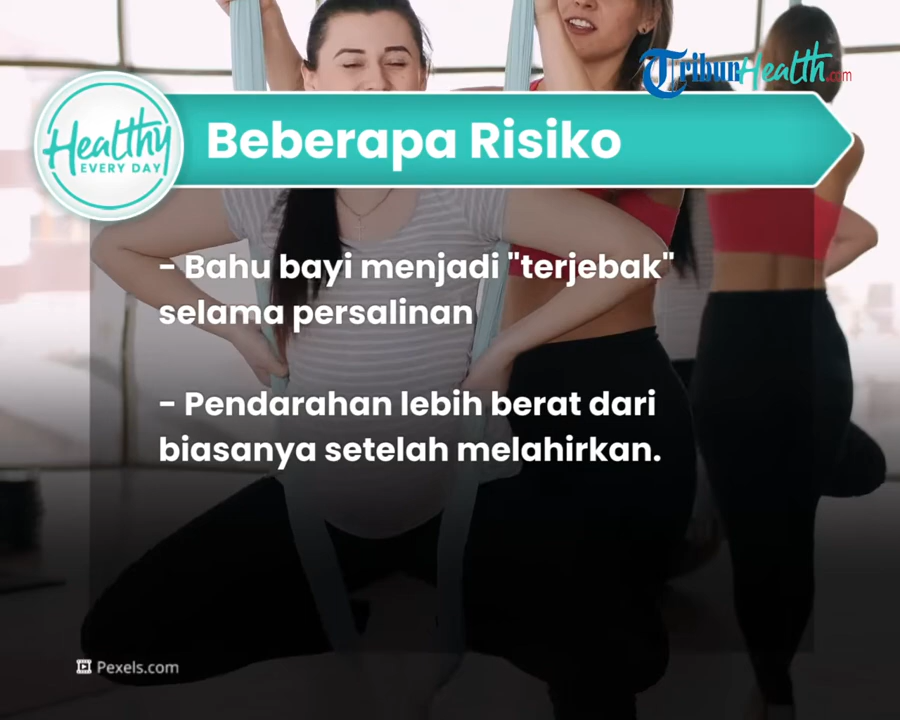 TribunHealth.com
Healthy
EVERY DAY
Beberapa Risiko
- Bahu bayi menjadi "terjebak"
selama persalinan
- Pendarahan lebih berat dari
biasanya setelah melahirkan.
Pexels.com